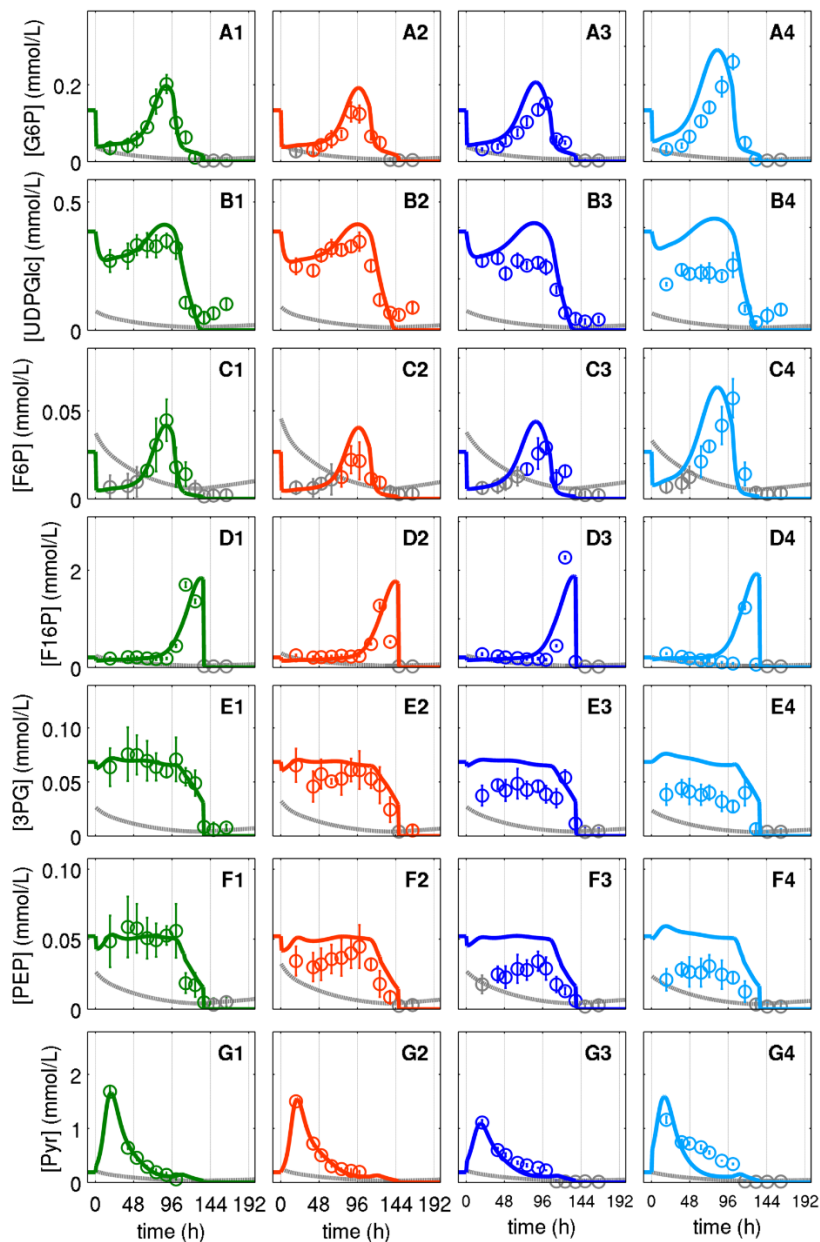 A1 A2 A3 A4
[G6P] (mmol/L)
0.2
0
B1 B2 B3 B4
[UDPGlc] (mmol/L)
0.5
0
C1 C2 C3 C4
[F6P] (mmol/L)
0.05
0
D1 D2 D3 D4
[F16P] (mmol/L)
2
0
E1 E2 E3 E4
[3PG] (mmol/L)
0.10
0.05
0
F1 F2 F3 F4
[PEP] (mmol/L)
0.10
0.05
0
G1 G2 G3 G4
[Pyr] (mmol/L)
2
1
0
0 48 96 144 192 0 48 96 144 192 0 48 96 144 192 0 48 96 144 192
time (h) time (h) time (h) time (h)